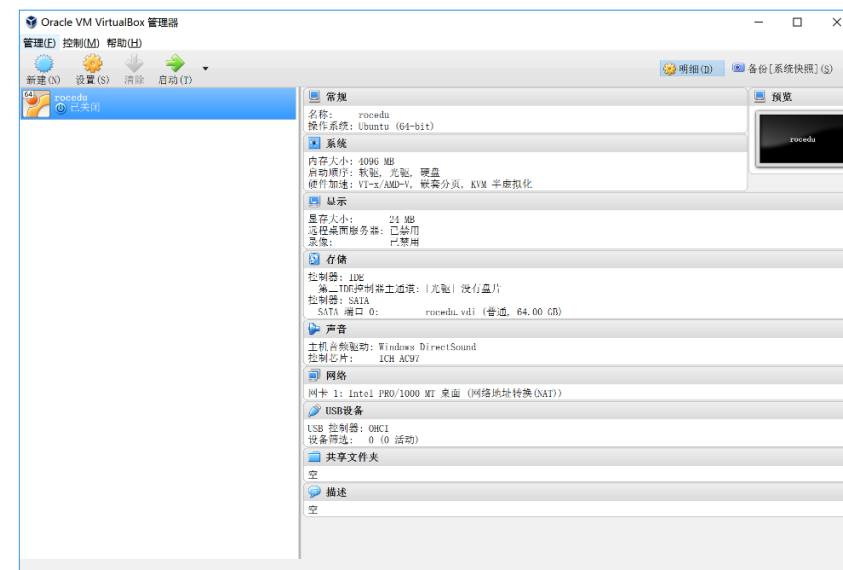 Oracle VM VirtualBox 管理器
管理(F) 控制(M) 帮助(H)
新建(N) 设置(S) 清除 启动(T) 明细(D) 备份[系统快照](S)
64 rocedu
已关闭
常规
名称: rocedu
操作系统: Ubuntu (64-bit)
系统
内存大小: 4096 MB
启动顺序: 软驱, 光驱, 硬盘
硬件加速: VT-x/AMD-V, 嵌套分页, KVM 半虚拟化
显示
显存大小: 24 MB
远程桌面服务器: 已禁用
录像: 已禁用
存储
控制器: IDE
第二IDE控制器主通道: [光驱] 没有盘片
控制器: SATA
SATA 端口 0: rocedu.vdi (普通, 64.00 GB)
声音
主机音频驱动: Windows DirectSound
控制芯片: ICH AC97
网络
网卡 1: Intel PRO/1000 MT 桌面 (网络地址转换(NAT))
USB设备
USB 控制器: OHCI
设备筛选: 0 (0 活动)
共享文件夹
空
描述
空
预览
rocedu